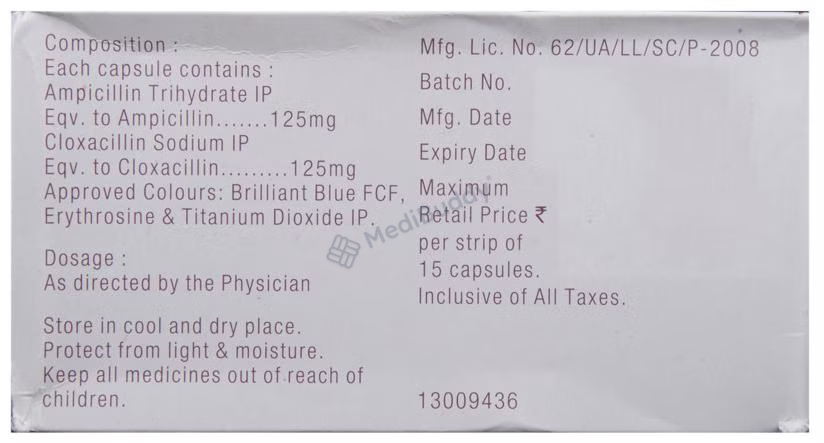 Composition :
Each capsule contains :
Ampicillin Trihydrate IP
Eqv. to Ampicillin.......125mg
Cloxacillin Sodium IP
Eqv. to Cloxacillin.........125mg
Approved Colours: Brilliant Blue FCF,
Erythrosine & Titanium Dioxide IP.
Dosage :
As directed by the Physician
Store in cool and dry place.
Protect from light & moisture.
Keep all medicines out of reach of
children.
Mfg. Lic. No. 62/UA/LL/SC/P-2008
Batch No.
Mfg. Date
Expiry Date
Maximum
Retail Price ₹
per strip of
15 capsules.
Inclusive of All Taxes.
13009436
MediBuddy